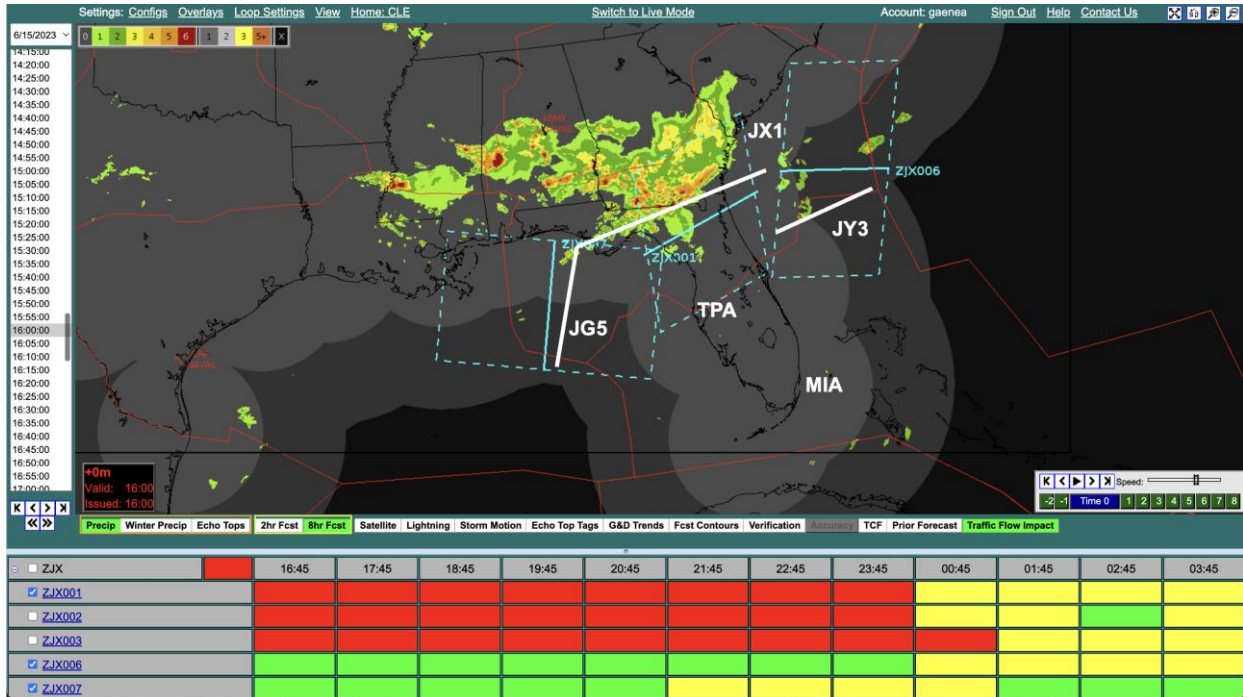 Settings: Configs Overlays Loop Settings View Home: CLE Switch to Live Mode Account: gaenea Sign Out Help Contact Us
6/15/2023
0 1 2 3 4 5 6 1 2 3 5+ X
14:15:00
14:20:00
14:25:00
14:30:00
14:35:00
14:40:00
14:45:00
14:50:00
14:55:00
15:00:00
15:05:00
15:10:00
15:15:00
15:20:00
15:25:00
15:30:00
15:35:00
15:40:00
15:45:00
15:50:00
15:55:00
16:00:00
16:05:00
16:10:00
16:15:00
16:20:00
16:25:00
16:30:00
16:35:00
16:40:00
16:45:00
16:50:00
16:55:00
17:00:00
JX1
ZJX006
JY3
ZJX001
TPA
JG5
MIA
+0m
Valid: 16:00
Issued: 16:00
Speed:
-2 -1 Time 0 1 2 3 4 5 6 7 8
Precip Winter Precip Echo Tops 2hr Fcst 8hr Fcst Satellite Lightning Storm Motion Echo Top Tags G&D Trends Fcst Contours Verification Accuracy TCF Prior Forecast Traffic Flow Impact
ZJX 16:45 17:45 18:45 19:45 20:45 21:45 22:45 23:45 00:45 01:45 02:45 03:45
ZJX001
ZJX002
ZJX003
ZJX006
ZJX007